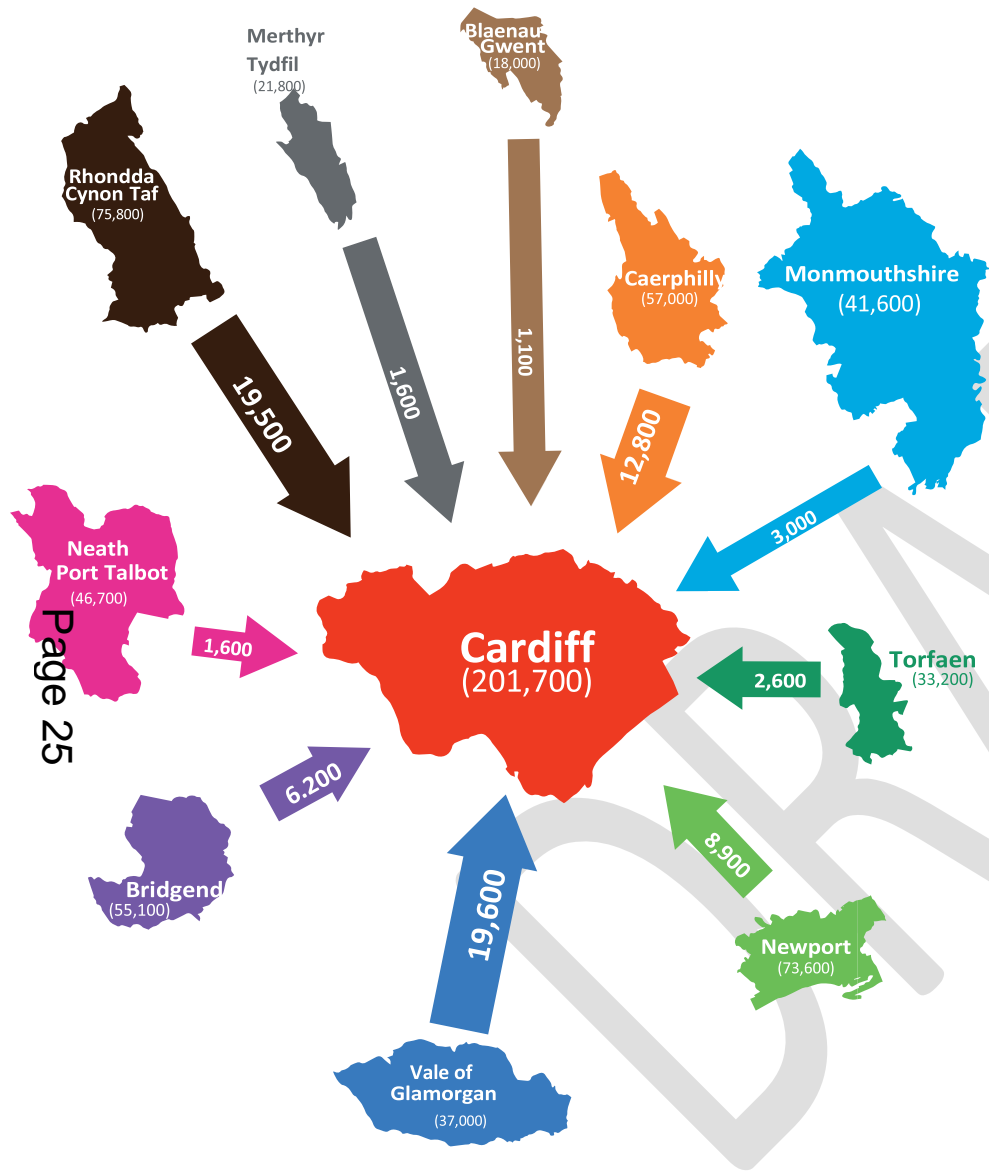 Blaenau
Gwent
(18,000)
Merthyr
Tydfil
(21,800)
Rhondda
Cynon Taf
(75,800)
Caerphilly
(57,000)
Monmouthshire
(41,600)
1,100
1,600
19,500
12,800
3,000
Neath
Port Talbot
(46,700)
1,600
Page 25
Cardiff
(201,700)
2,600
Torfaen
(33,200)
6.200
Bridgend
(55,100)
19,600
8,900
Newport
(73,600)
Vale of
Glamorgan
(37,000)